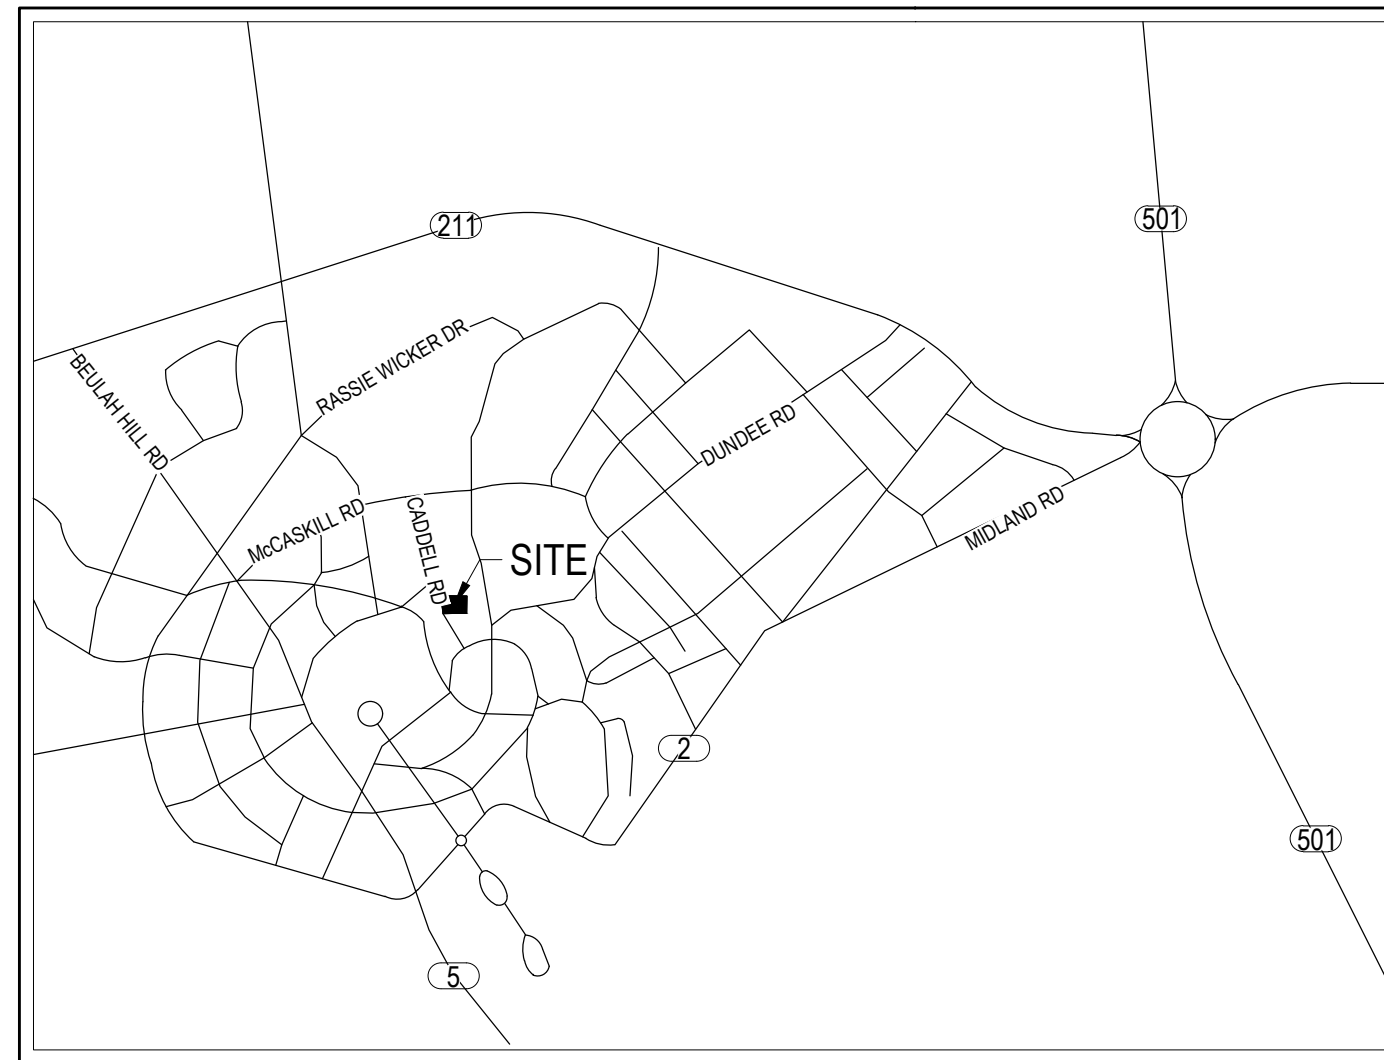 501
211
RASSIE WICKER DR
BEULAH HILL RD
DUNDEE RD
McCASKILL RD
CADDELL RD
MIDLAND RD
SITE
2
501
5